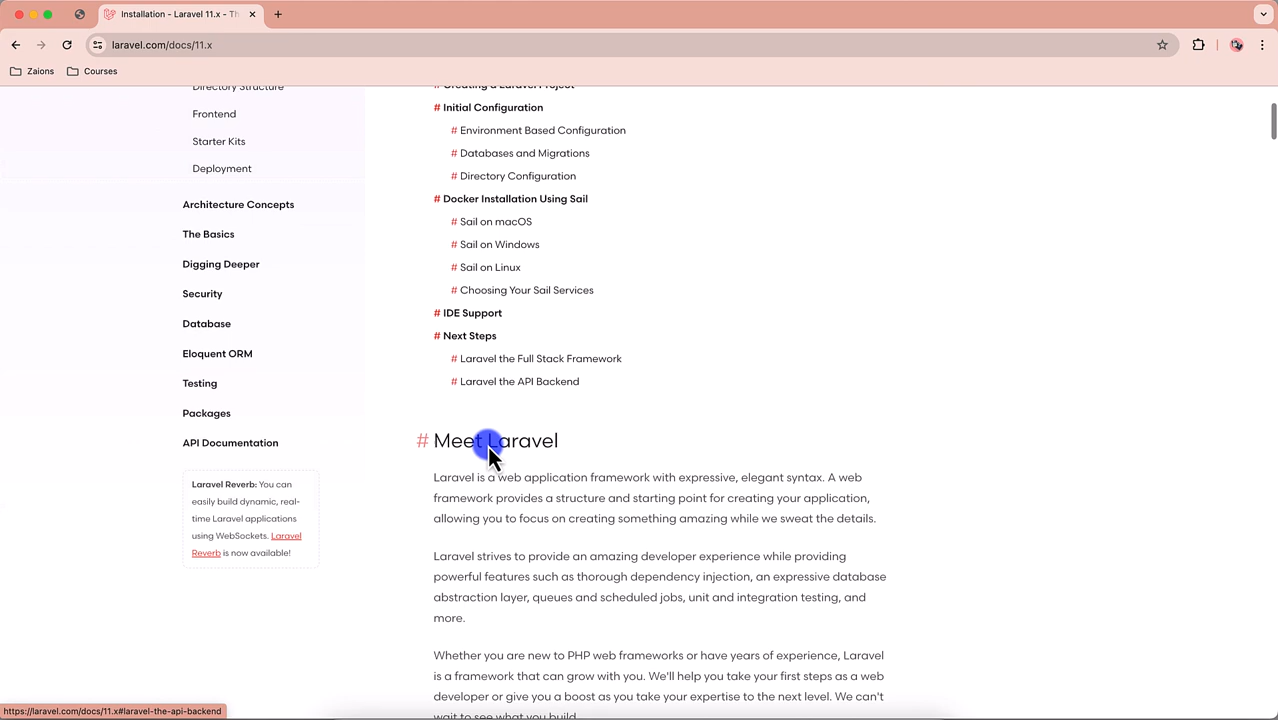 Installation - Laravel 11.x - Th
laravel.com/docs/11.x
Zaions
Courses
Directory Structure
Frontend
Starter Kits
Deployment
Architecture Concepts
The Basics
Digging Deeper
Security
Database
Eloquent ORM
Testing
Packages
API Documentation
Laravel Reverb: You can
easily build dynamic, real-
time Laravel applications
using WebSockets. Laravel
Reverb is now available!
# Creating a Laravel Project
# Initial Configuration
# Environment Based Configuration
# Databases and Migrations
# Directory Configuration
# Docker Installation Using Sail
# Sail on macOS
# Sail on Windows
# Sail on Linux
# Choosing Your Sail Services
# IDE Support
# Next Steps
# Laravel the Full Stack Framework
# Laravel the API Backend
# Meet Laravel
Laravel is a web application framework with expressive, elegant syntax. A web
framework provides a structure and starting point for creating your application,
allowing you to focus on creating something amazing while we sweat the details.
Laravel strives to provide an amazing developer experience while providing
powerful features such as thorough dependency injection, an expressive database
abstraction layer, queues and scheduled jobs, unit and integration testing, and
more.
Whether you are new to PHP web frameworks or have years of experience, Laravel
is a framework that can grow with you. We'll help you take your first steps as a web
developer or give you a boost as you take your expertise to the next level. We can't
wait to see what you build.
https://laravel.com/docs/11.x#laravel-the-api-backend